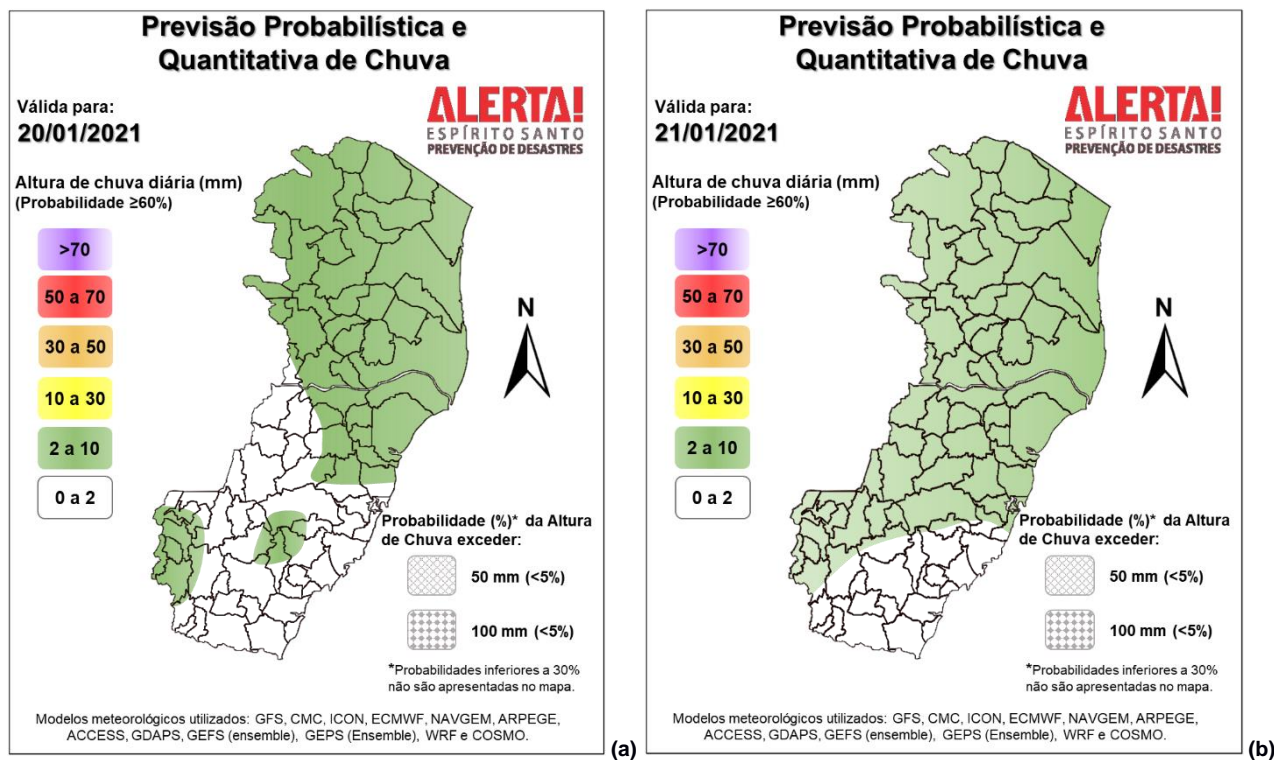 Previsão Probabilística e
Quantitativa de Chuva
Válida para:
20/01/2021
ALERTA!
ESPÍRITO SANTO
PREVENÇÃO DE DESASTRES
Altura de chuva diária (mm)
(Probabilidade ≥60%)
>70
50 a 70
30 a 50
10 a 30
2 a 10
0 a 2
N
Probabilidade (%)* da Altura
de Chuva exceder:
50 mm (<5%)
100 mm (<5%)
*Probabilidades inferiores a 30%
não são apresentadas no mapa.
Modelos meteorológicos utilizados: GFS, CMC, ICON, ECMWF, NAVGEM, ARPEGE,
ACCESS, GDAPS, GEFS (ensemble), GEPS (Ensemble), WRF e COSMO.
(a)
Previsão Probabilística e
Quantitativa de Chuva
Válida para:
21/01/2021
ALERTA!
ESPÍRITO SANTO
PREVENÇÃO DE DESASTRES
Altura de chuva diária (mm)
(Probabilidade ≥60%)
>70
50 a 70
30 a 50
10 a 30
2 a 10
0 a 2
N
Probabilidade (%)* da Altura
de Chuva exceder:
50 mm (<5%)
100 mm (<5%)
*Probabilidades inferiores a 30%
não são apresentadas no mapa.
Modelos meteorológicos utilizados: GFS, CMC, ICON, ECMWF, NAVGEM, ARPEGE,
ACCESS, GDAPS, GEFS (ensemble), GEPS (Ensemble), WRF e COSMO.
(b)